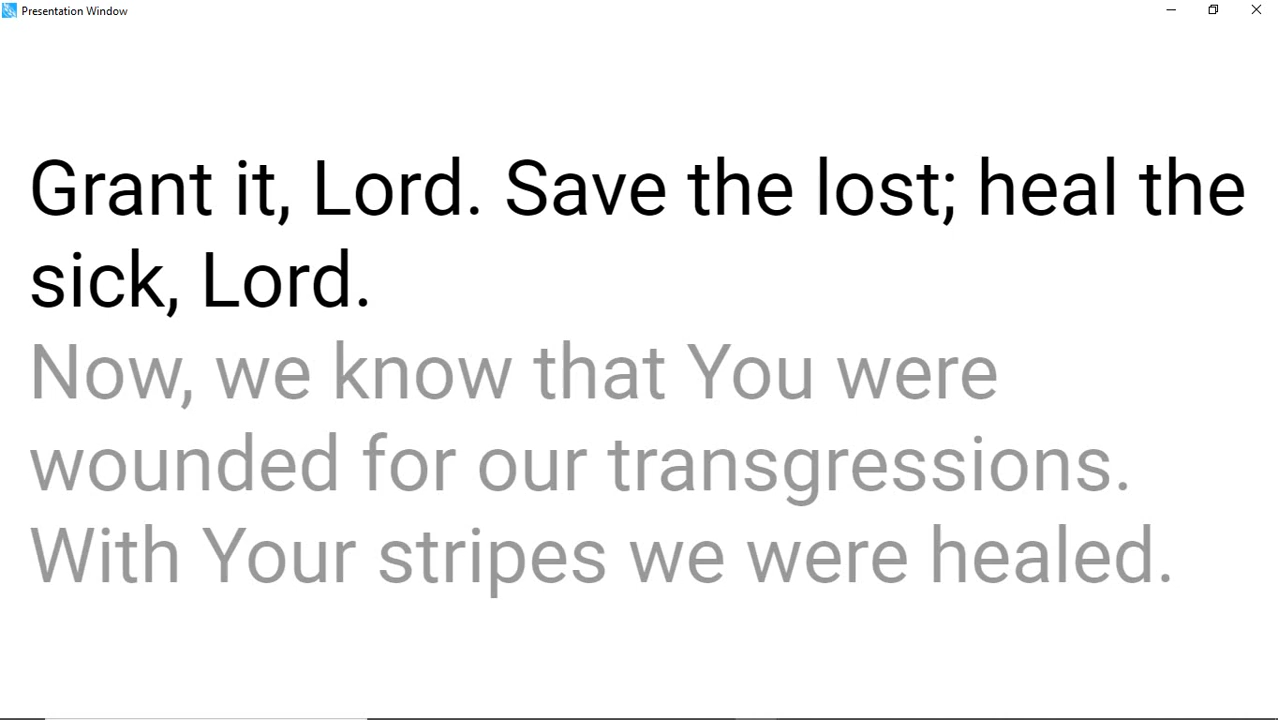 Presentation Window
Grant it, Lord. Save the lost; heal the
sick, Lord.
Now, we know that You were
wounded for our transgressions.
With Your stripes we were healed.